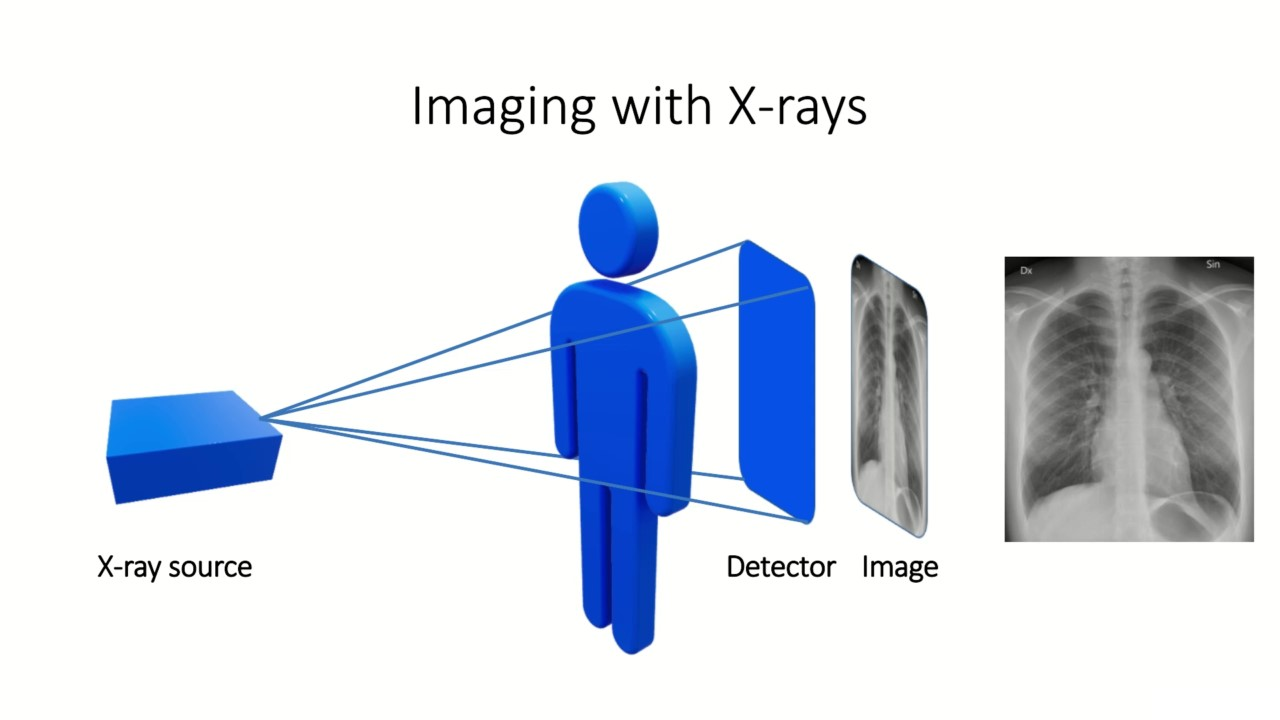 Imaging with X-rays
Dx
Sin
X-ray source
Detector
Image